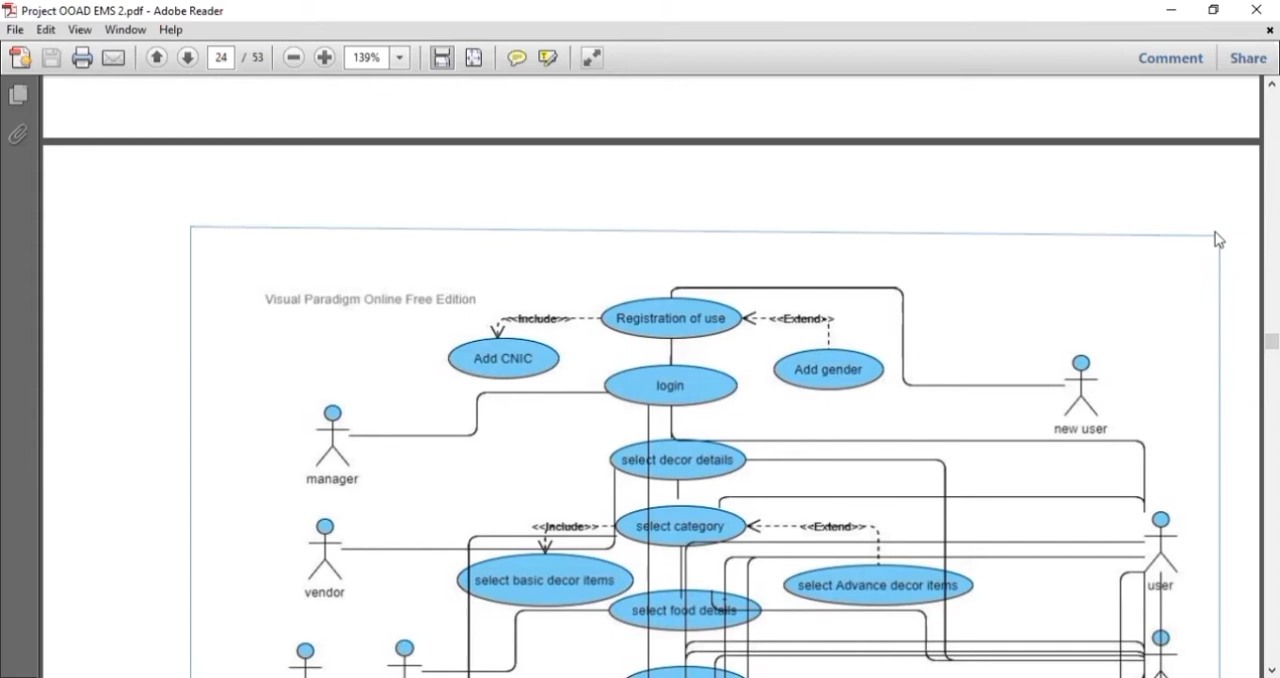 Project OOAD EMS 2.pdf - Adobe Reader
File Edit View Window Help
24 / 53 139% Comment Share
Visual Paradigm Online Free Edition
<<Include>> Registration of use <<Extend>>
Add CNIC
Add gender
login
new user
manager
select decor details
<<Include>> select category <<Extend>>
select basic decor items
select Advance decor items
vendor
user
select food details